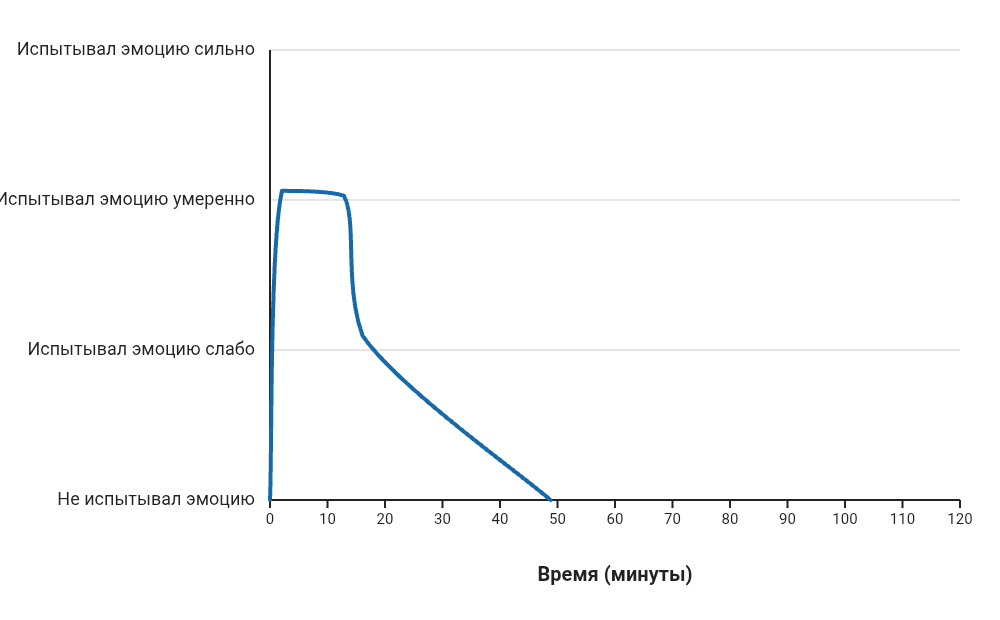 Испытывал эмоцию сильно
Испытывал эмоцию умеренно
Испытывал эмоцию слабо
Не испытывал эмоцию
0 10 20 30 40 50 60 70 80 90 100 110 120
Время (минуты)